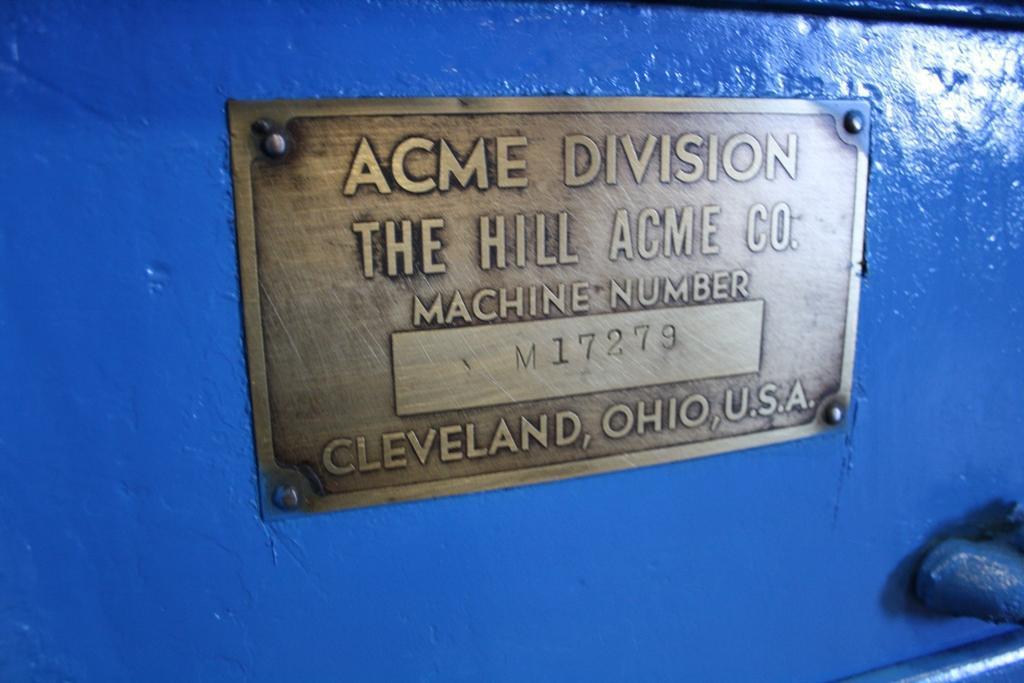 ACME DIVISION
THE HILL ACME CO.
MACHINE NUMBER
M17279
CLEVELAND, OHIO, U.S.A.